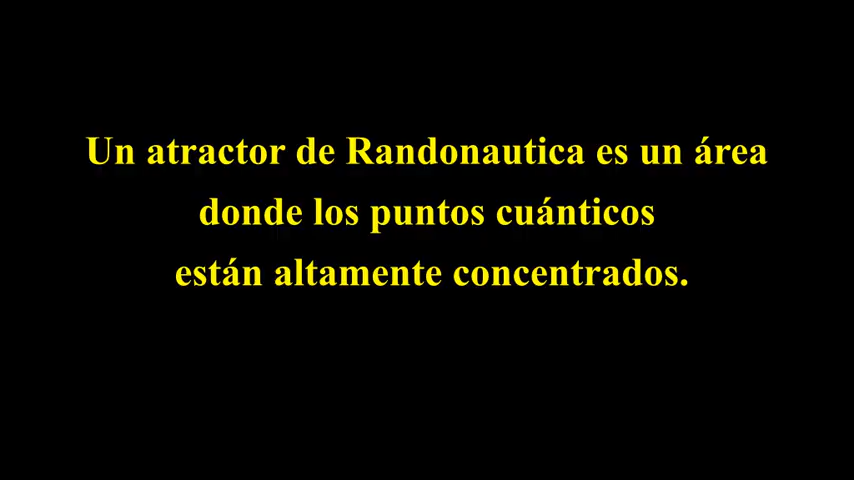 Un atractor de Randonautica es un área
donde los puntos cuánticos
están altamente concentrados.